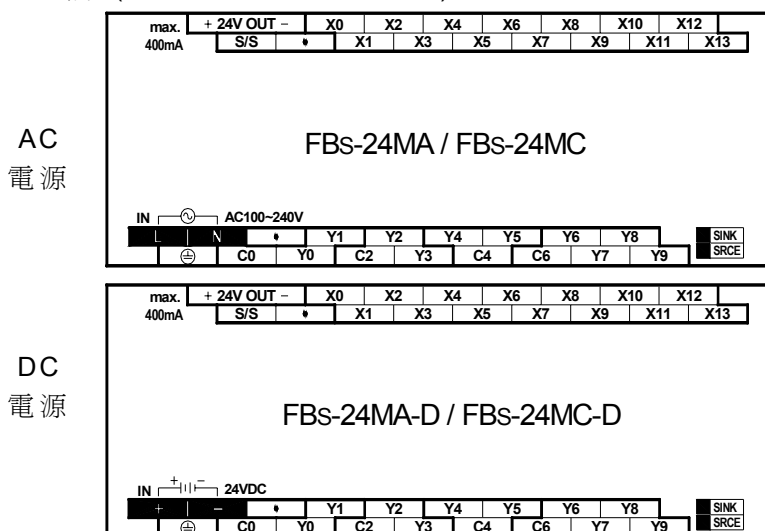 max. + 24V OUT – X0 X2 X4 X6 X8 X10 X12
400mA S/S X1 X3 X5 X7 X9 X11 X13
AC
電源
FBS-24MA / FBS-24MC
IN AC100~240V
L N Y1 Y2 Y4 Y5 Y6 Y8 SINK
C0 Y0 C2 Y3 C4 C6 Y7 Y9 SRCE
max. + 24V OUT – X0 X2 X4 X6 X8 X10 X12
400mA S/S X1 X3 X5 X7 X9 X11 X13
DC
電源
FBS-24MA-D / FBS-24MC-D
IN + – 24VDC
+ – Y1 Y2 Y4 Y5 Y6 Y8 SINK
C0 Y0 C2 Y3 C4 C6 Y7 Y9 SRCE